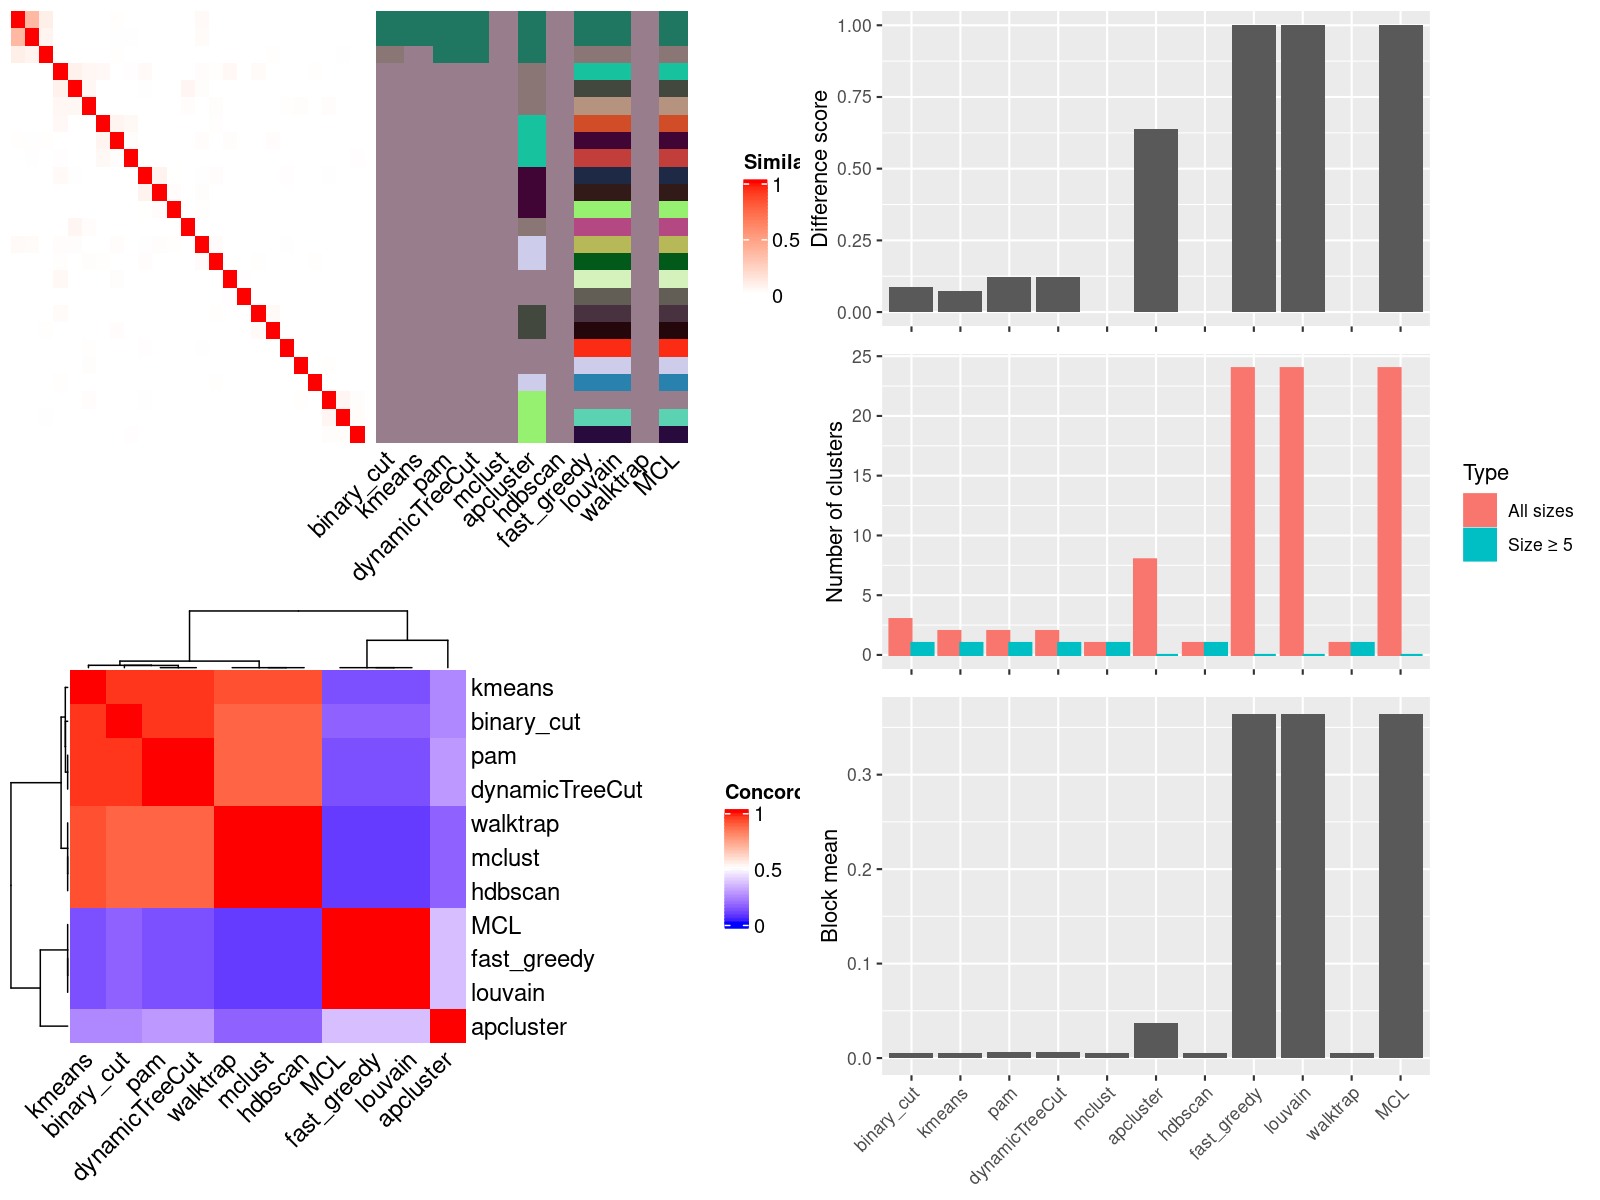 Simila
1
0.5
0
binary_cut
kmeans
pam
dynamicTreeCut
mclust
apcluster
hdbscan
fast_greedy
louvain
walktrap
MCL
Difference score
1.00
0.75
0.50
0.25
0.00
Number of clusters
25
20
15
10
5
0
Type
All sizes
Size ≥ 5
kmeans
binary_cut
pam
dynamicTreeCut
walktrap
mclust
hdbscan
MCL
fast_greedy
louvain
apcluster
Concord
1
0.5
0
kmeans
binary_cut
pam
dynamicTreeCut
walktrap
mclust
hdbscan
MCL
fast_greedy
louvain
apcluster
Block mean
0.3
0.2
0.1
0.0
binary_cut
kmeans
pam
dynamicTreeCut
mclust
apcluster
hdbscan
fast_greedy
louvain
walktrap
MCL